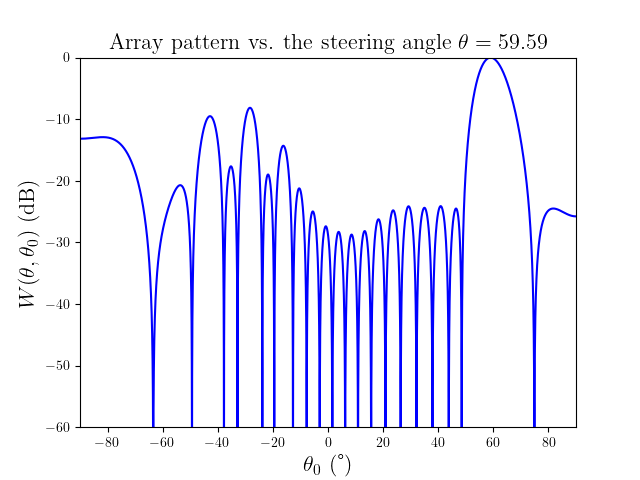 Array pattern vs. the steering angle θ = 59.59
W(θ, θ₀) (dB)
0
−10
−20
−30
−40
−50
−60
−80 −60 −40 −20 0 20 40 60 80
θ₀ (°)